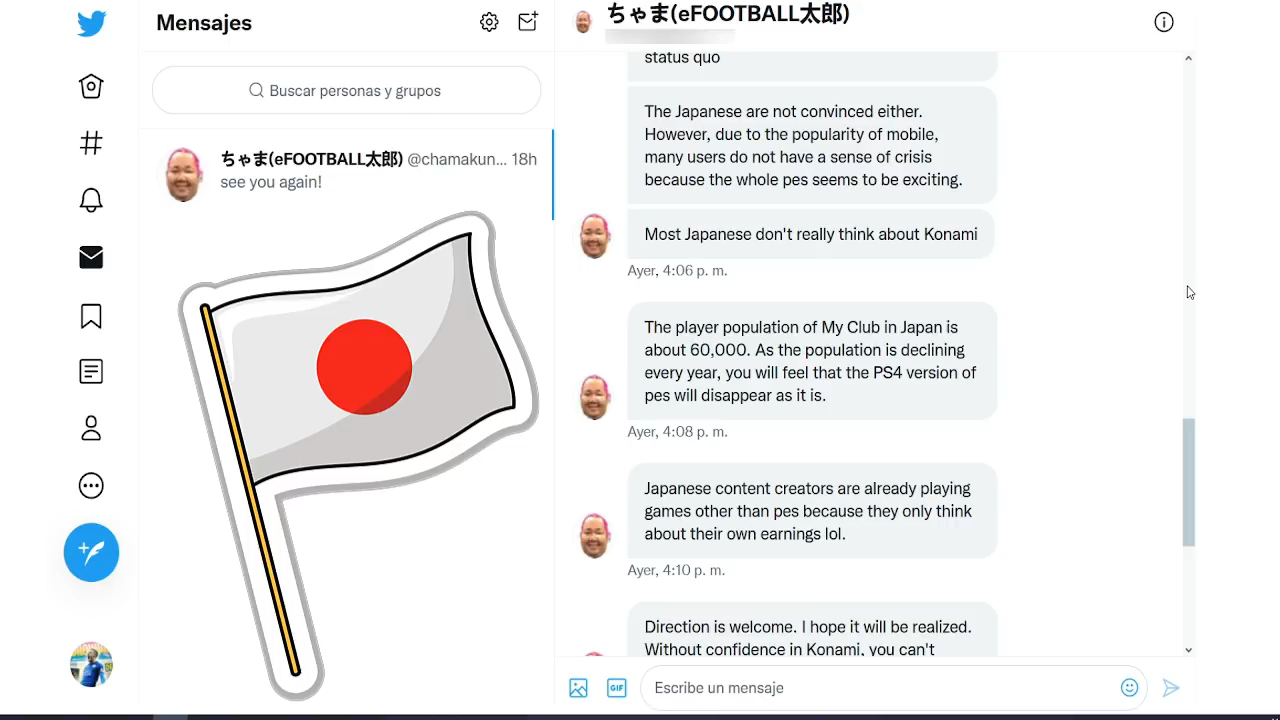 Mensajes
Buscar personas y grupos
ちゃま(eFOOTBALL太郎) @chamakun... 18h
see you again!
ちゃま(eFOOTBALL太郎)
status quo
The Japanese are not convinced either.
However, due to the popularity of mobile,
many users do not have a sense of crisis
because the whole pes seems to be exciting.
Most Japanese don't really think about Konami
Ayer, 4:06 p. m.
The player population of My Club in Japan is
about 60,000. As the population is declining
every year, you will feel that the PS4 version of
pes will disappear as it is.
Ayer, 4:08 p. m.
Japanese content creators are already playing
games other than pes because they only think
about their own earnings lol.
Ayer, 4:10 p. m.
Direction is welcome. I hope it will be realized.
Without confidence in Konami, you can't
GIF
Escribe un mensaje